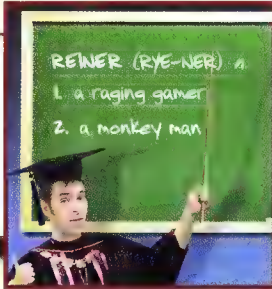 REINER (RYE-NER) n.
1. a raging gamer
2. a monkey man